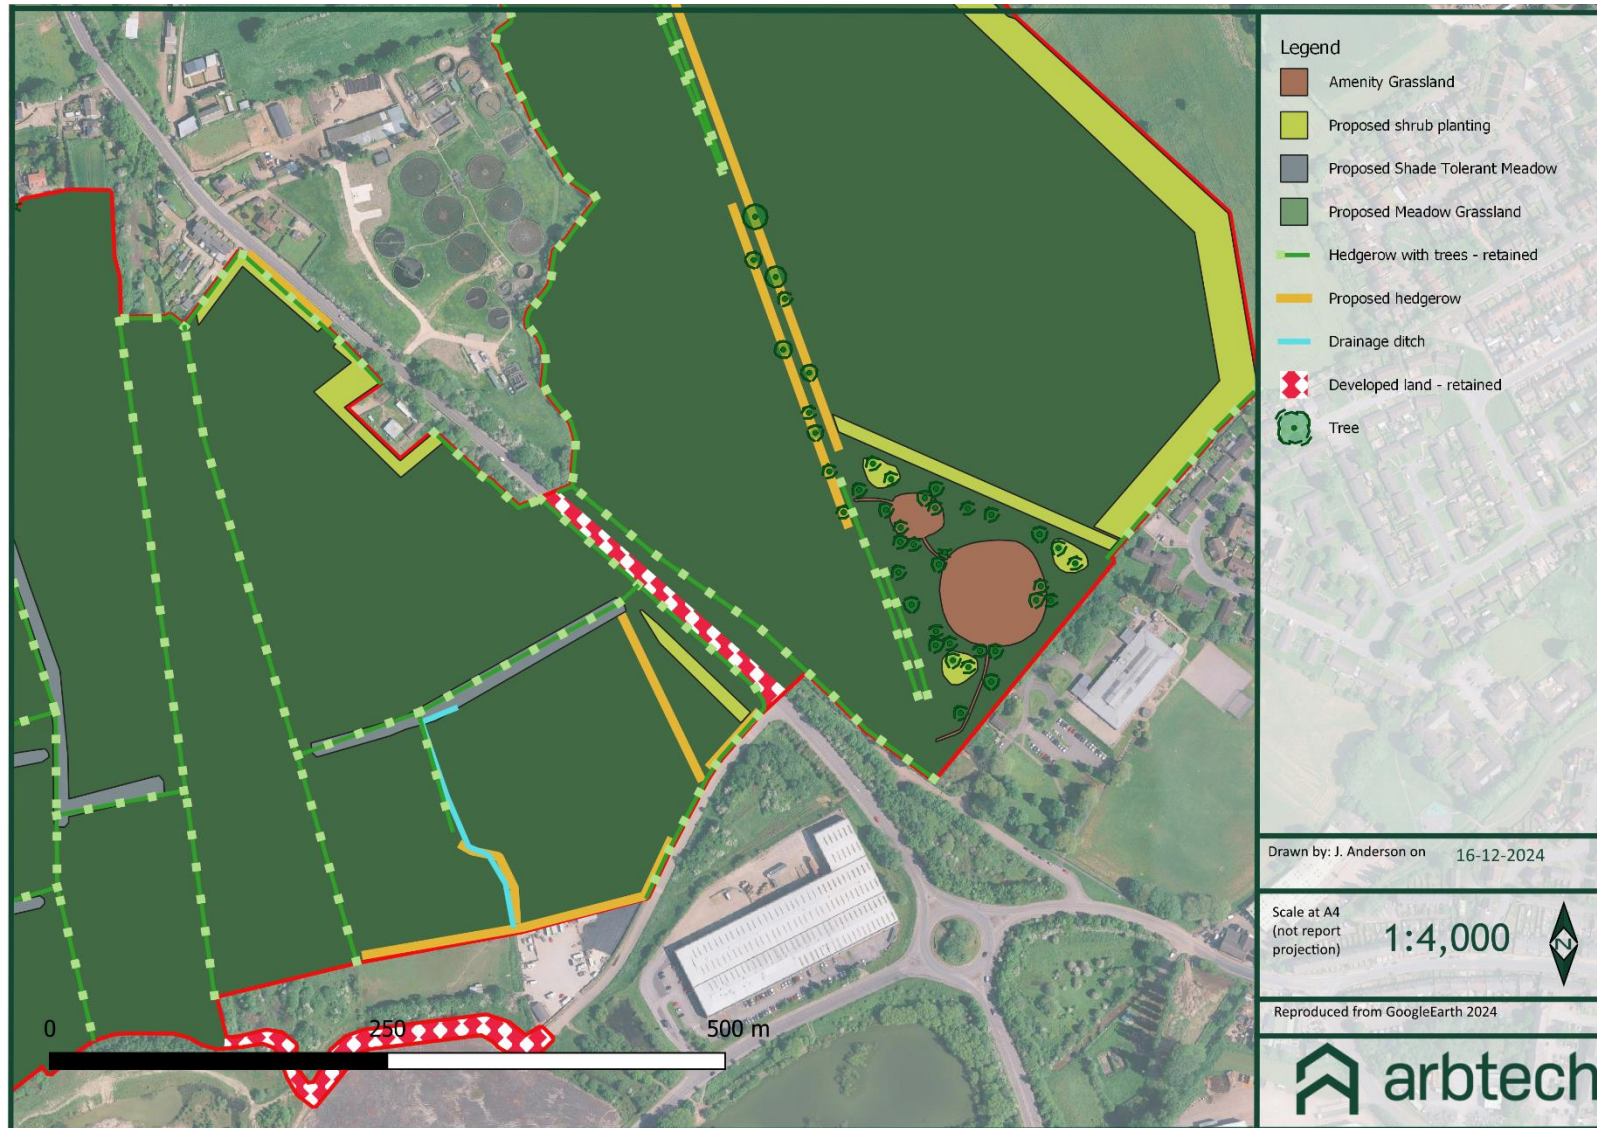 Legend
Amenity Grassland
Proposed shrub planting
Proposed Shade Tolerant Meadow
Proposed Meadow Grassland
Hedgerow with trees - retained
Proposed hedgerow
Drainage ditch
Developed land - retained
Tree
Drawn by: J. Anderson on 16-12-2024
Scale at A4
(not report
projection)
1:4,000
N
Reproduced from GoogleEarth 2024
0 250 500 m
arbtech